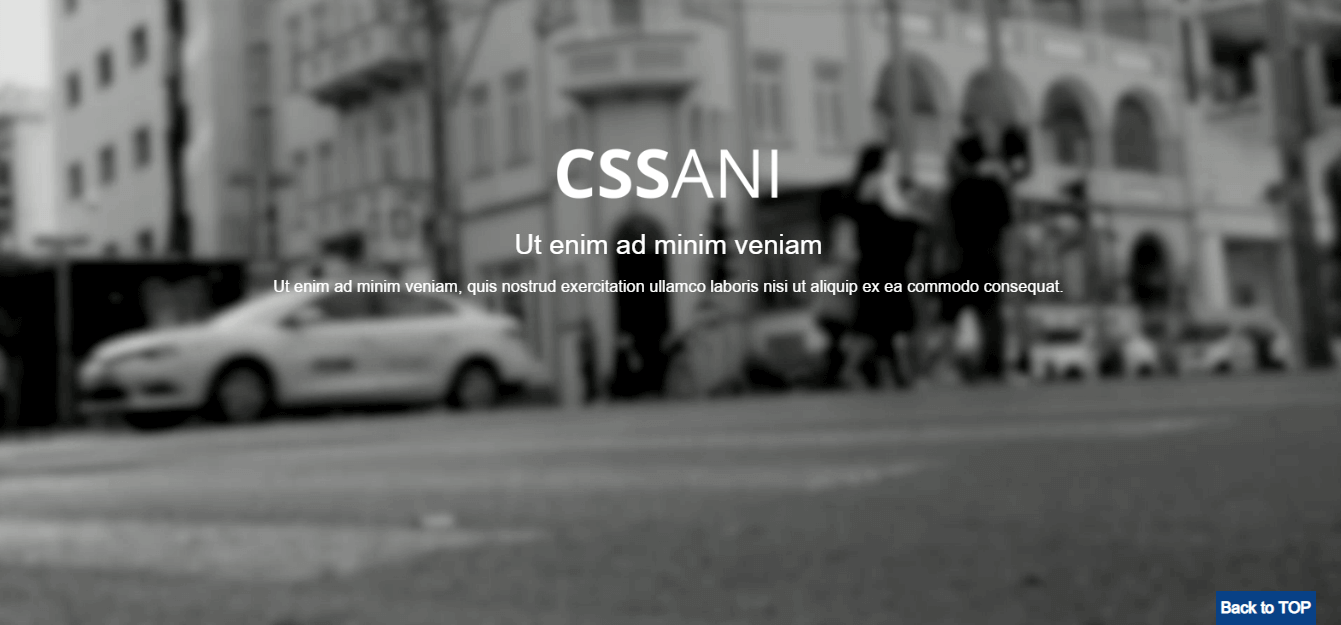 CSSANI
Ut enim ad minim veniam
Ut enim ad minim veniam, quis nostrud exercitation ullamco laboris nisi ut aliquip ex ea commodo consequat.
Back to TOP